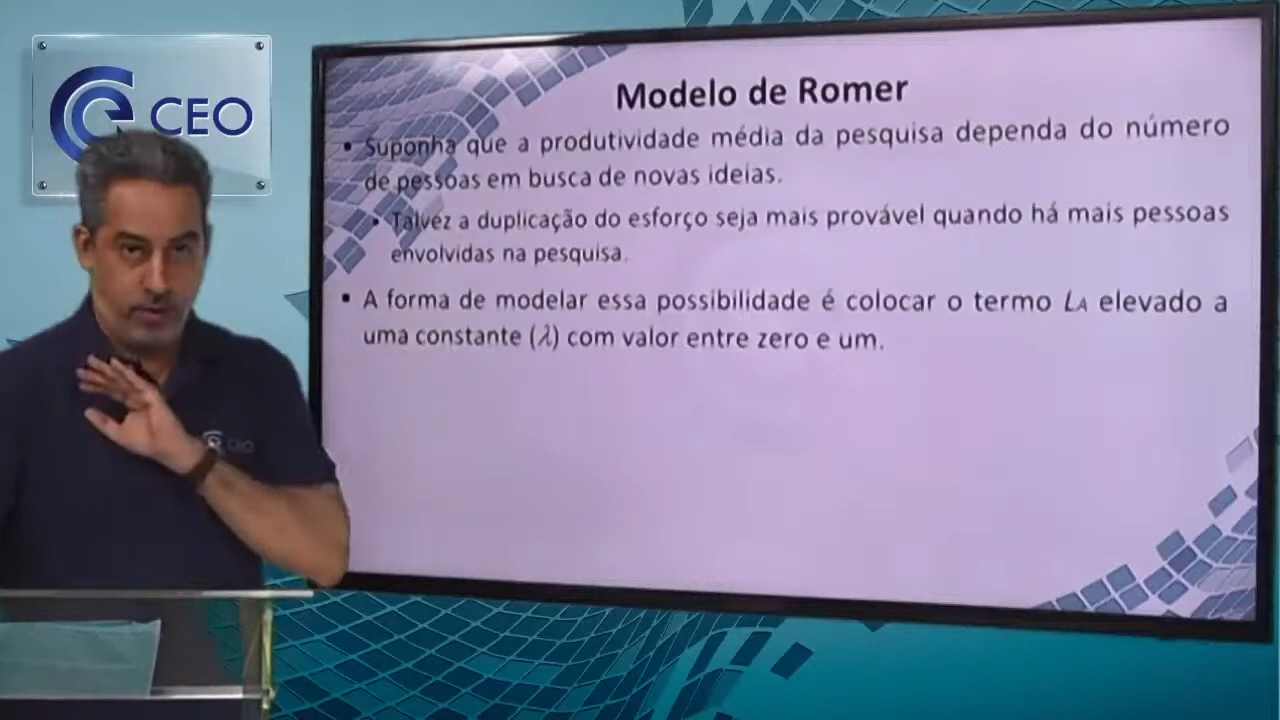 CEO
Modelo de Romer
• Suponha que a produtividade média da pesquisa dependa do número
de pessoas em busca de novas ideias.
• Talvez a duplicação do esforço seja mais provável quando há mais pessoas
envolvidas na pesquisa.
• A forma de modelar essa possibilidade é colocar o termo LA elevado a
uma constante (λ) com valor entre zero e um.
CEO